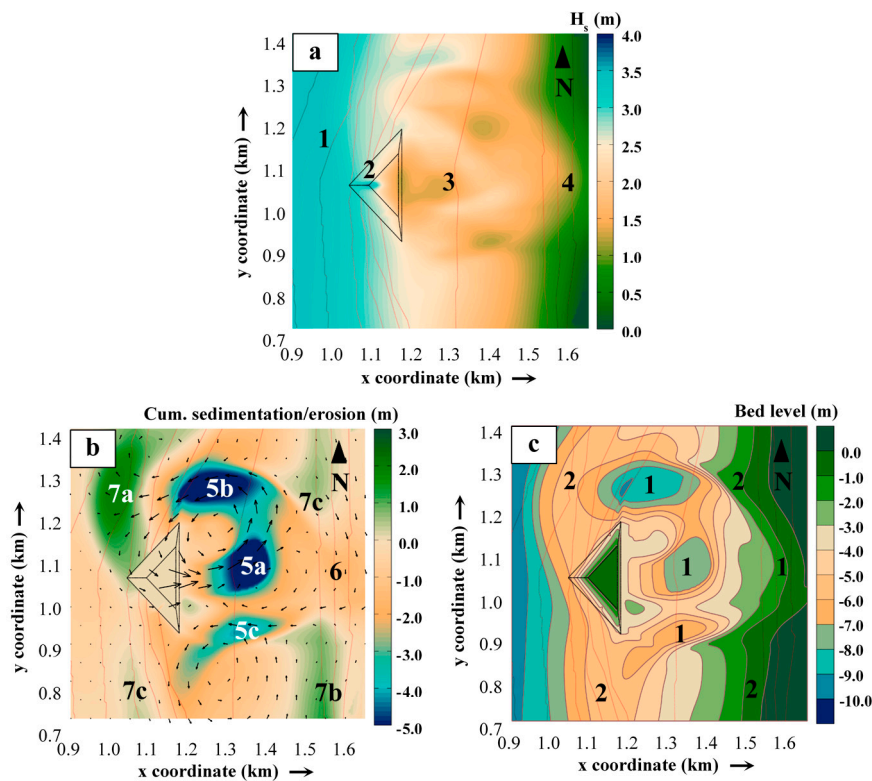 H_s (m)
a
N
1.4
1.3
1.2
1.1
1.0
0.9
0.8
0.7
y coordinate (km)
1
2
3
4
4.0
3.5
3.0
2.5
2.0
1.5
1.0
0.5
0.0
0.9 1.0 1.1 1.2 1.3 1.4 1.5 1.6
x coordinate (km)
Cum. sedimentation/erosion (m)
b
N
1.4
1.3
1.2
1.1
1.0
0.9
0.8
0.7
y coordinate (km)
7a
5b
7c
5a
6
5c
7c
7b
3.0
2.0
1.0
0.0
-1.0
-2.0
-3.0
-4.0
-5.0
0.9 1.0 1.1 1.2 1.3 1.4 1.5 1.6
x coordinate (km)
Bed level (m)
c
N
1.4
1.3
1.2
1.1
1.0
0.9
0.8
0.7
y coordinate (km)
2
1
2
1
1
1
2
2
0.0
-1.0
-2.0
-3.0
-4.0
-5.0
-6.0
-7.0
-8.0
-9.0
-10.0
0.9 1.0 1.1 1.2 1.3 1.4 1.5 1.6
x coordinate (km)